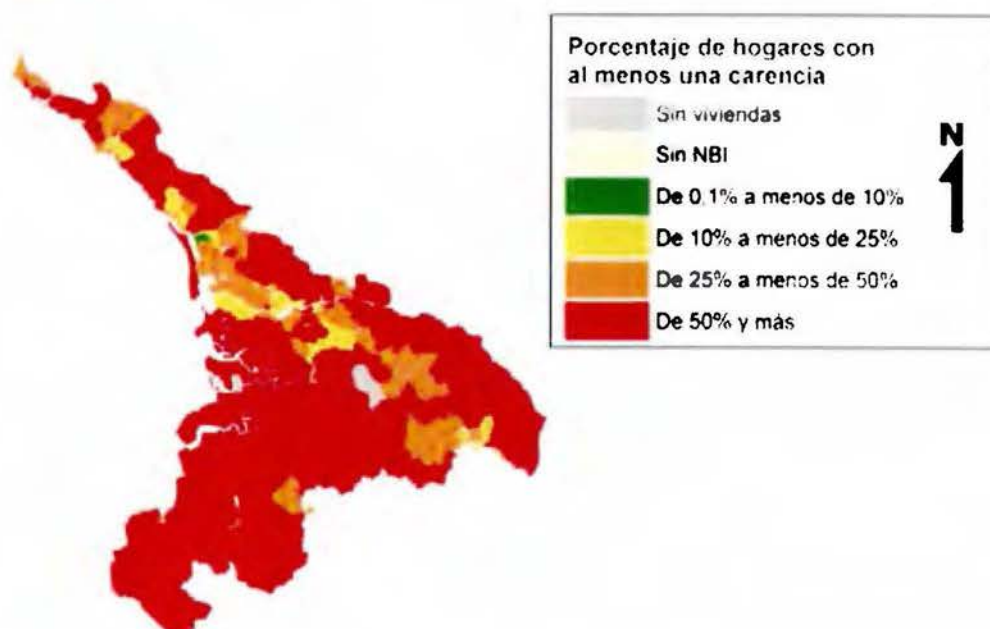 Porcentaje de hogares con
al menos una carencia
Sin viviendas
Sin NBI
De 0,1% a menos de 10%
De 10% a menos de 25%
De 25% a menos de 50%
De 50% y más
N